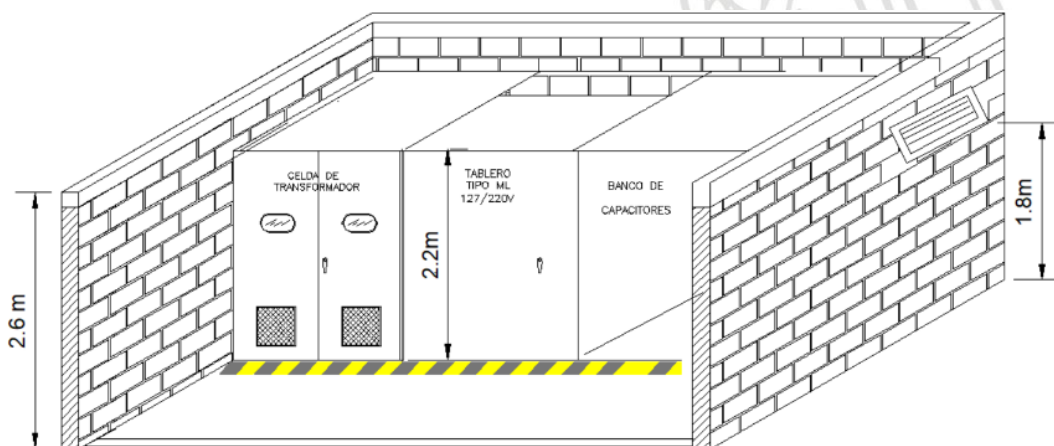 CELDA DE
TRANSFORMADOR
TABLERO
TIPO ML
127/220V
BANCO DE
CAPACITORES
2.6 m
2.2m
1.8m